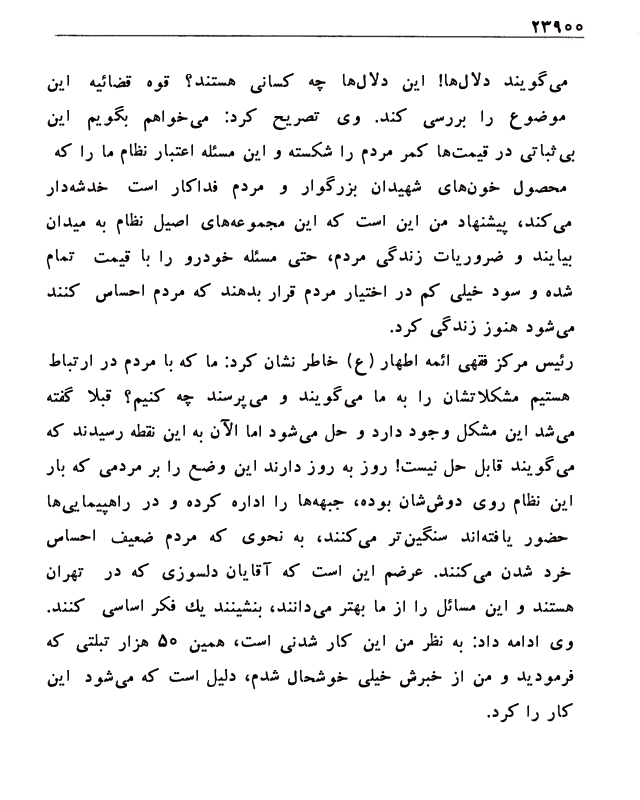 ۲۳۹۰۰
می‌گویند دلال‌ها! این دلال‌ها چه کسانی هستند؟ قوه قضائیه این
موضوع را بررسی کند. وی تصریح کرد: می‌خواهم بگویم این
بی‌ثباتی در قیمت‌ها کمر مردم را شکسته و این مسئله اعتبار نظام ما را که
محصول خون‌های شهیدان بزرگوار و مردم فداکار است خدشه‌دار
می‌کند، پیشنهاد من این است که این مجموعه‌های اصیل نظام به میدان
بیایند و ضروریات زندگی مردم، حتی مسئله خودرو را با قیمت تمام
شده و سود خیلی کم در اختیار مردم قرار بدهند که مردم احساس کنند
می‌شود هنوز زندگی کرد.
رئیس مرکز فقهی ائمه اطهار (ع) خاطر نشان کرد: ما که با مردم در ارتباط
هستیم مشکلاتشان را به ما می‌گویند و می‌پرسند چه کنیم؟ قبلا گفته
می‌شد این مشکل وجود دارد و حل می‌شود اما الآن به این نقطه رسیدند که
می‌گویند قابل حل نیست! روز به روز دارند این وضع را بر مردمی که بار
این نظام روی دوش‌شان بوده، جبهه‌ها را اداره کرده و در راهپیمایی‌ها
حضور یافته‌اند سنگین‌تر می‌کنند، به نحوی که مردم ضعیف احساس
خرد شدن می‌کنند. عرضم این است که آقایان دلسوزی که در تهران
هستند و این مسائل را از ما بهتر می‌دانند، بنشینند یك فکر اساسی کنند.
وی ادامه داد: به نظر من این کار شدنی است، همین ۵۰ هزار تبلتی که
فرمودید و من از خبرش خیلی خوشحال شدم، دلیل است که می‌شود این
کار را کرد.